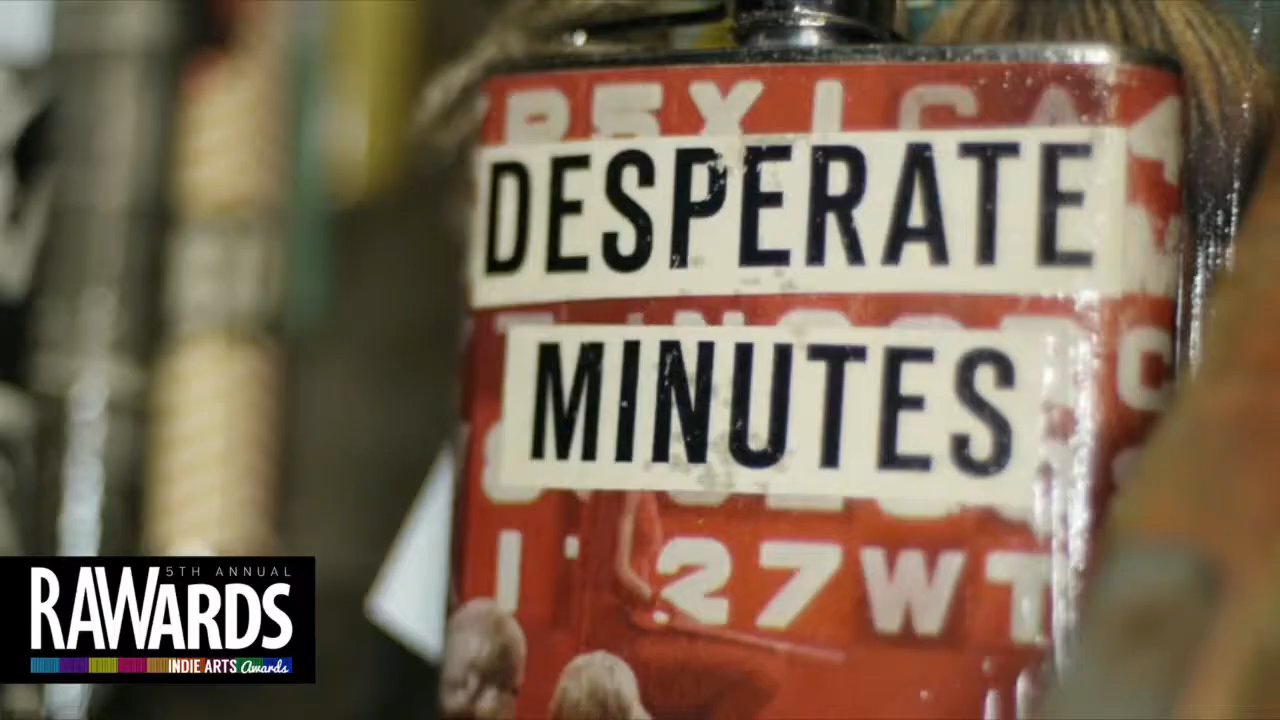 DESPERATE
MINUTES
27WT
5TH ANNUAL
RAWARDS
INDIE ARTS Awards